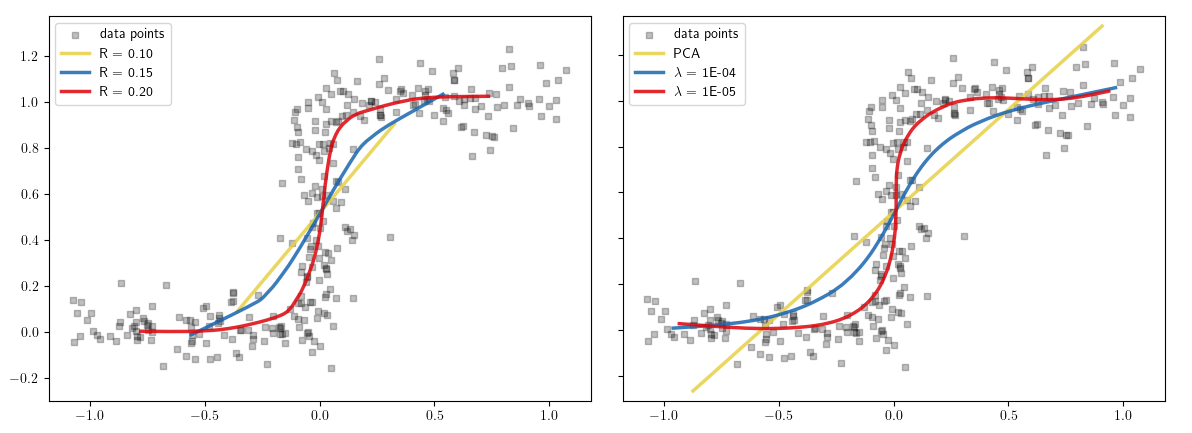 data points
R = 0.10
R = 0.15
R = 0.20
1.2
1.0
0.8
0.6
0.4
0.2
0.0
−0.2
−1.0 −0.5 0.0 0.5 1.0
data points
PCA
λ = 1E-04
λ = 1E-05
−1.0 −0.5 0.0 0.5 1.0